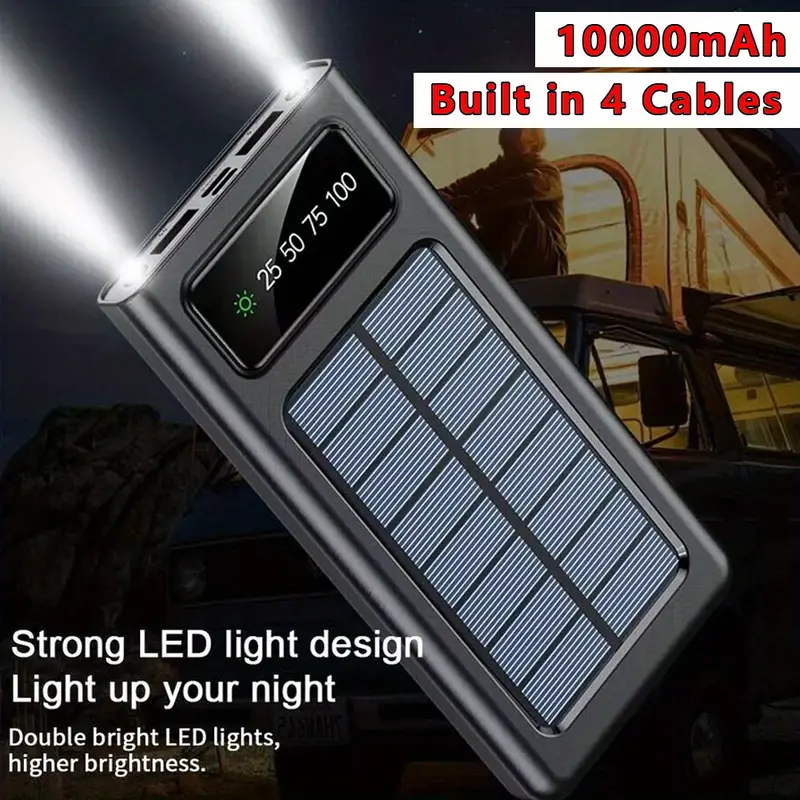 10000mAh
Built in 4 Cables
25 50 75 100
Strong LED light design
Light up your night
Double bright LED lights,
higher brightness.